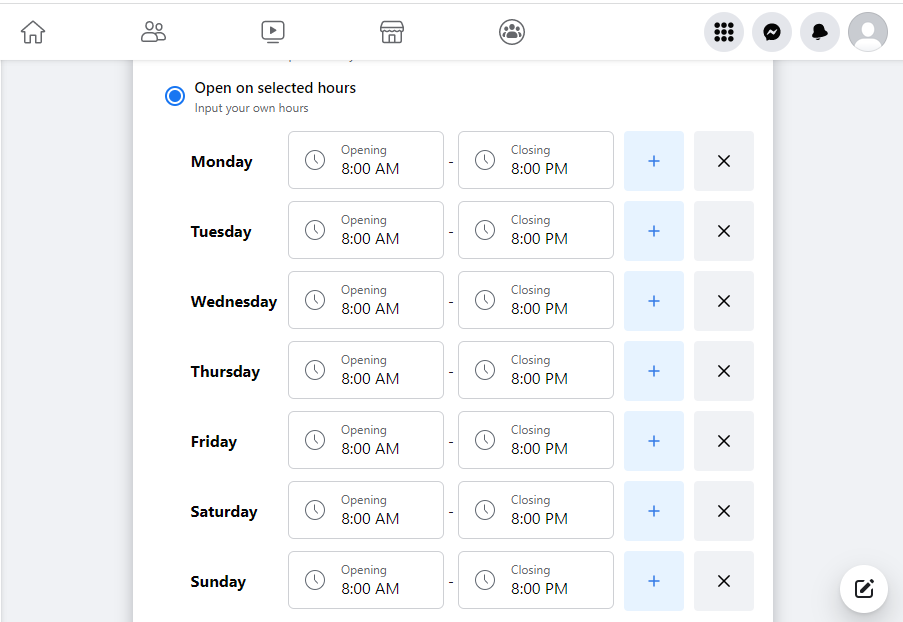 Open on selected hours
Input your own hours
Monday
Opening
8:00 AM
-
Closing
8:00 PM
Tuesday
Opening
8:00 AM
-
Closing
8:00 PM
Wednesday
Opening
8:00 AM
-
Closing
8:00 PM
Thursday
Opening
8:00 AM
-
Closing
8:00 PM
Friday
Opening
8:00 AM
-
Closing
8:00 PM
Saturday
Opening
8:00 AM
-
Closing
8:00 PM
Sunday
Opening
8:00 AM
-
Closing
8:00 PM